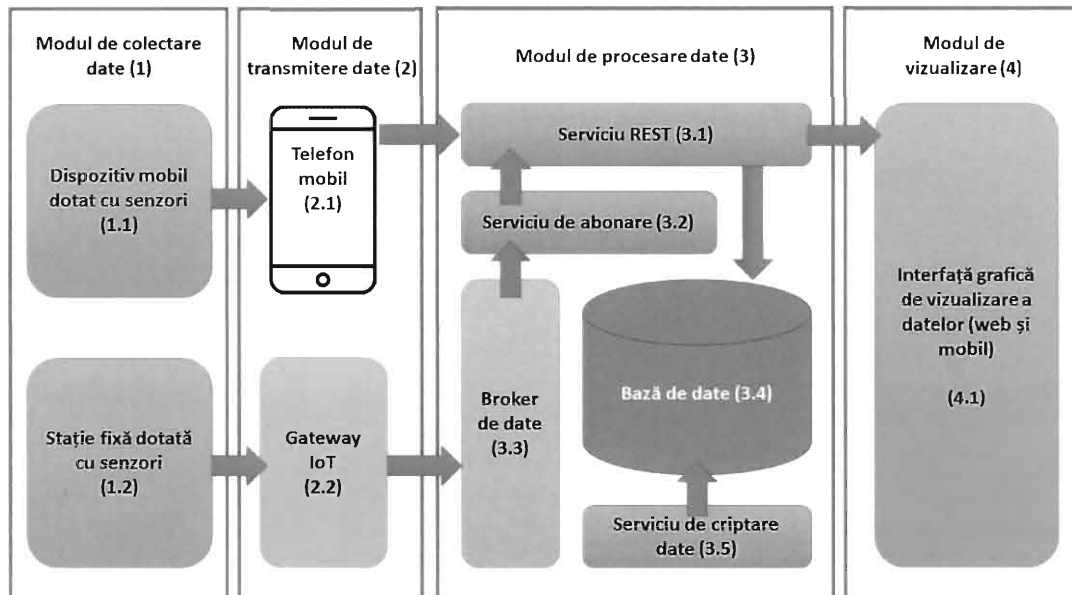 Modul de colectare
date (1)
Modul de
transmitere date (2)
Modul de procesare date (3)
Modul de
vizualizare (4)
Dispozitiv mobil
dotat cu senzori
(1.1)
Telefon
mobil
(2.1)
Serviciu REST (3.1)
Serviciu de abonare (3.2)
Interfață grafică
de vizualizare a
datelor (web și
mobil)
(4.1)
Stație fixă dotată
cu senzori
(1.2)
Gateway
IoT
(2.2)
Broker
de date
(3.3)
Bază de date (3.4)
Serviciu de criptare
date (3.5)